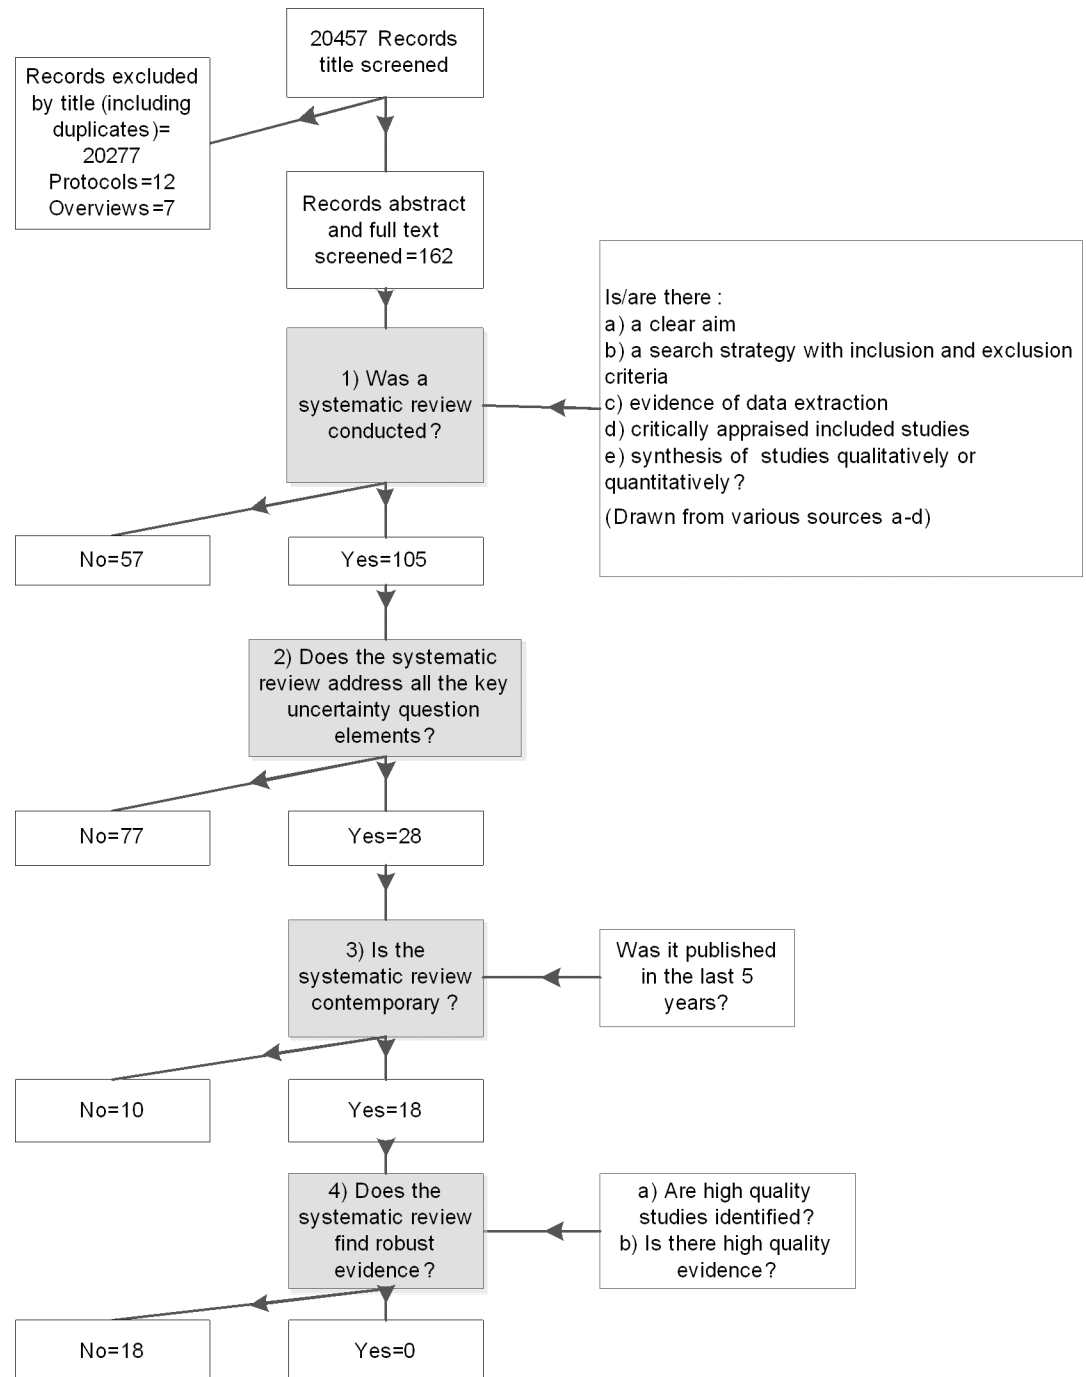 20457 Records
title screened
Records excluded
by title (including
duplicates)=
20277
Protocols=12
Overviews=7
Records abstract
and full text
screened=162
Is/are there :
a) a clear aim
b) a search strategy with inclusion and exclusion
criteria
c) evidence of data extraction
d) critically appraised included studies
e) synthesis of studies qualitatively or
quantitatively?
(Drawn from various sources a-d)
1) Was a
systematic review
conducted?
No=57
Yes=105
2) Does the systematic
review address all the key
uncertainty question
elements?
No=77
Yes=28
3) Is the
systematic review
contemporary ?
Was it published
in the last 5
years?
No=10
Yes=18
4) Does the
systematic review
find robust
evidence?
a) Are high quality
studies identified?
b) Is there high quality
evidence?
No=18
Yes=0